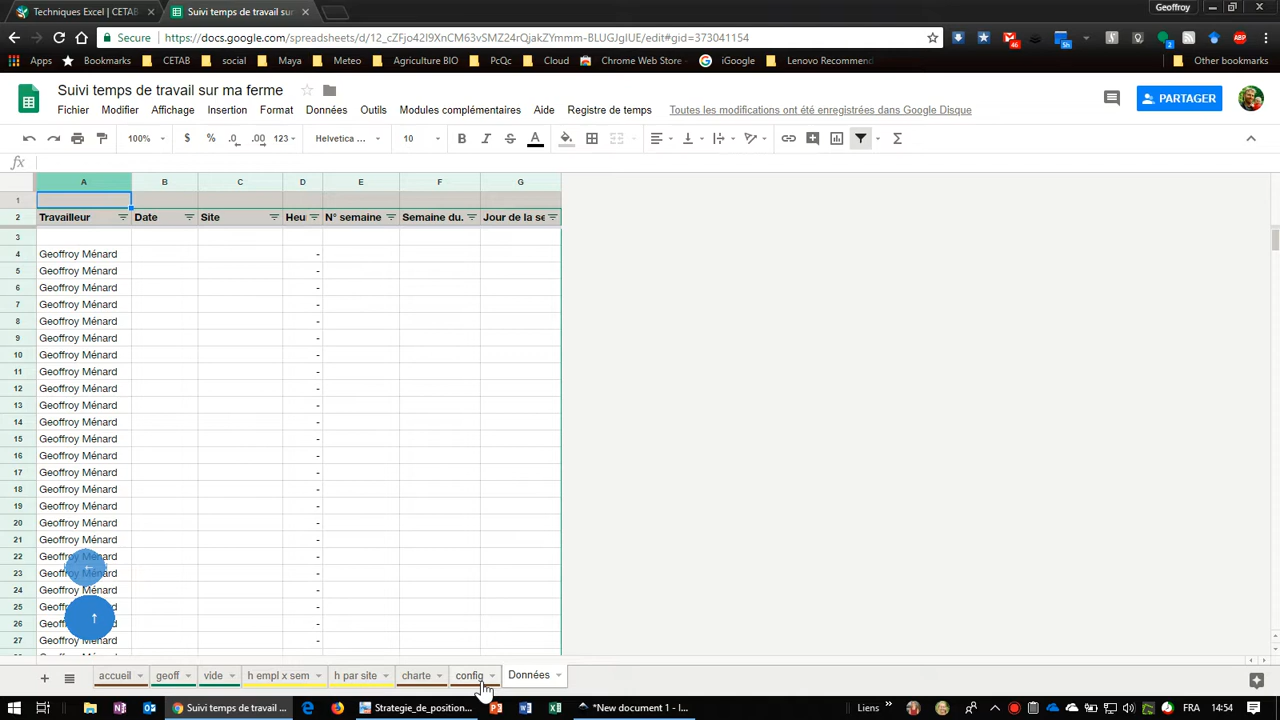 Techniques Excel | CETAB × Suivi temps de travail sur × Geoffroy
Secure https://docs.google.com/spreadsheets/d/12_cZFjo42I9XnCM63vSMZ24rQjakZYmmm-BLUGJgIUE/edit#gid=373041154
Apps Bookmarks CETAB social Maya Meteo Agriculture BIO PcQc Cloud Chrome Web Store iGoogle Lenovo Recommend Other bookmarks
Suivi temps de travail sur ma ferme
Fichier Modifier Affichage Insertion Format Données Outils Modules complémentaires Aide Registre de temps Toutes les modifications ont été enregistrées dans Google Disque PARTAGER
100% $ % .0 .00 123 Helvetica ... 10 B I S A
fx
A B C D E F G
1
2 Travailleur Date Site Heu N° semaine Semaine du. Jour de la se
3
4 Geoffroy Ménard -
5 Geoffroy Ménard -
6 Geoffroy Ménard -
7 Geoffroy Ménard -
8 Geoffroy Ménard -
9 Geoffroy Ménard -
10 Geoffroy Ménard -
11 Geoffroy Ménard -
12 Geoffroy Ménard -
13 Geoffroy Ménard -
14 Geoffroy Ménard -
15 Geoffroy Ménard -
16 Geoffroy Ménard -
17 Geoffroy Ménard -
18 Geoffroy Ménard -
19 Geoffroy Ménard -
20 Geoffroy Ménard -
21 Geoffroy Ménard -
22 Geoffroy Ménard -
23 Geoffroy Ménard -
24 Geoffroy Ménard -
25 Geoffroy Ménard -
26 Geoffroy Ménard -
27 Geoffroy Ménard -
accueil geoff vide h empl x sem h par site charte config Données
Suivi temps de travail ... Strategie_de_position... *New document 1 - I... Liens FRA 14:54